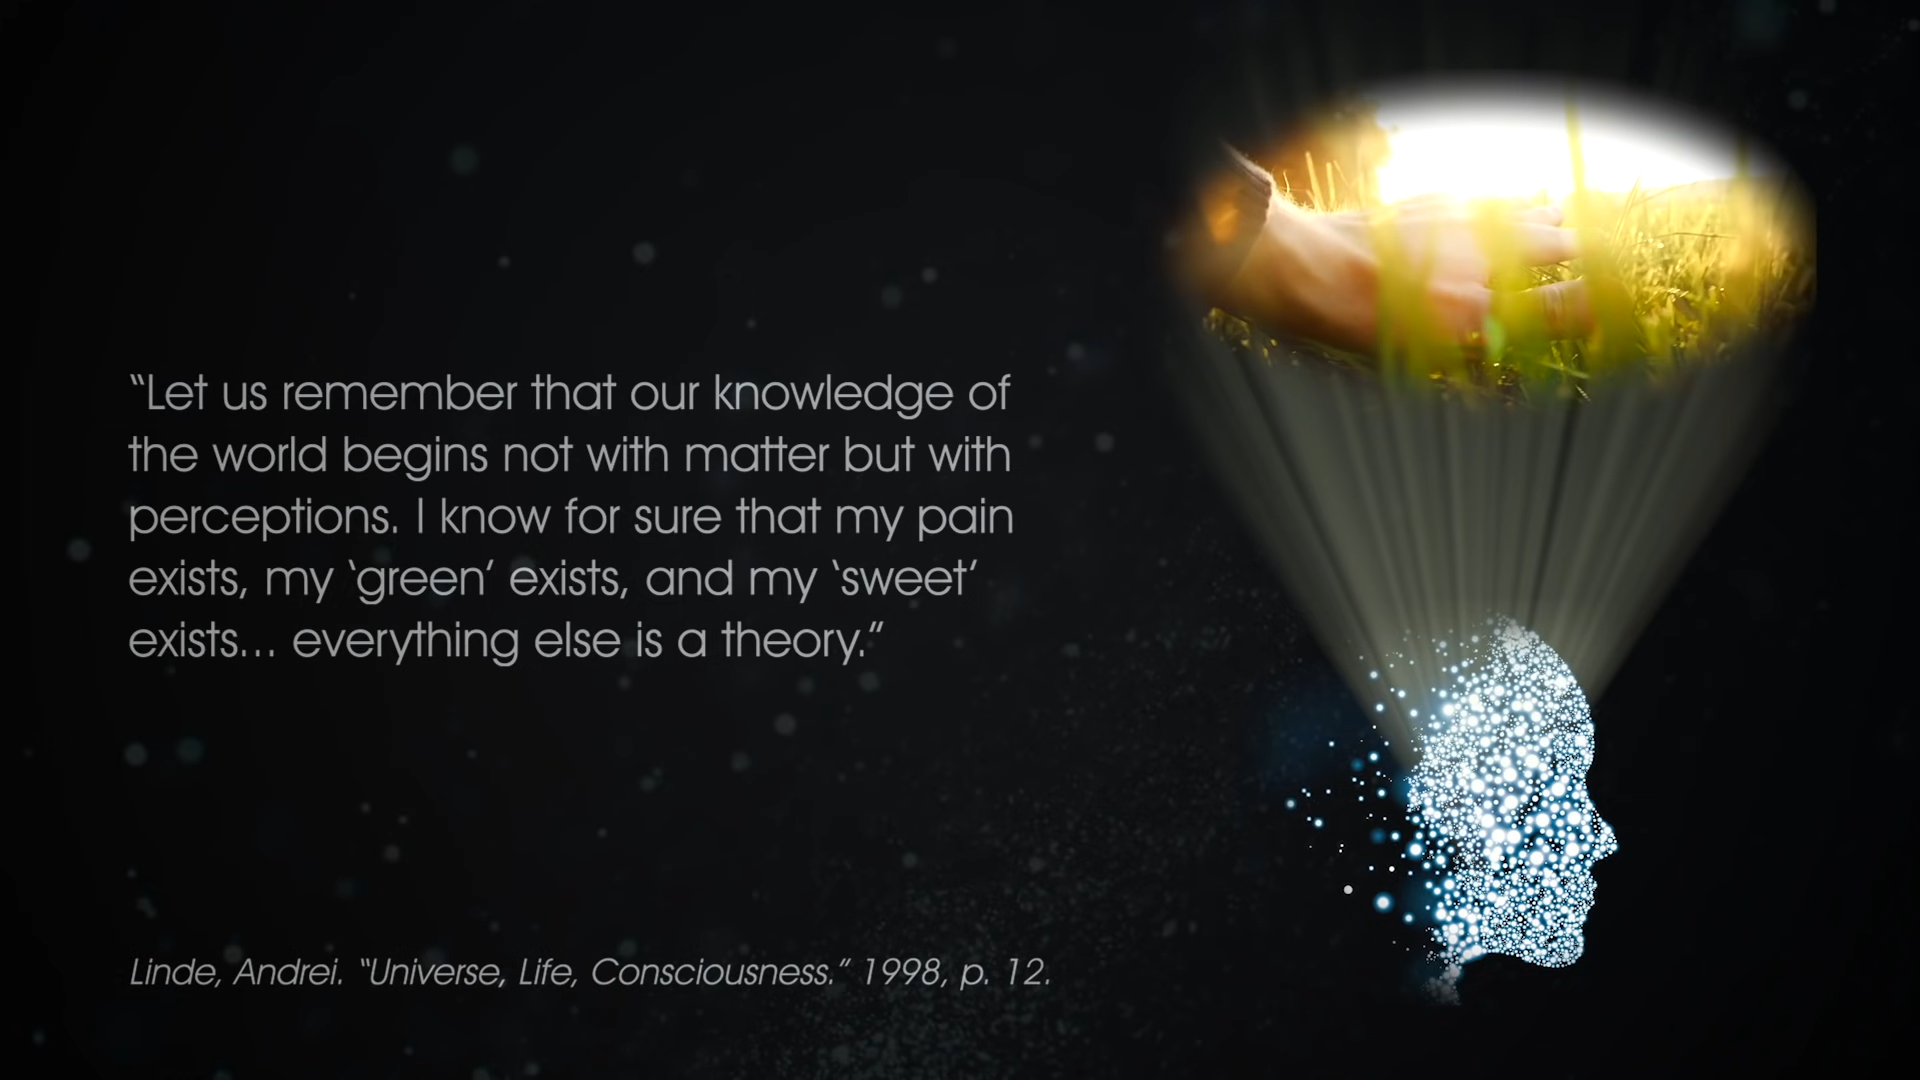 “Let us remember that our knowledge of
the world begins not with matter but with
perceptions. I know for sure that my pain
exists, my ‘green’ exists, and my ‘sweet’
exists... everything else is a theory.”
Linde, Andrei. “Universe, Life, Consciousness.” 1998, p. 12.